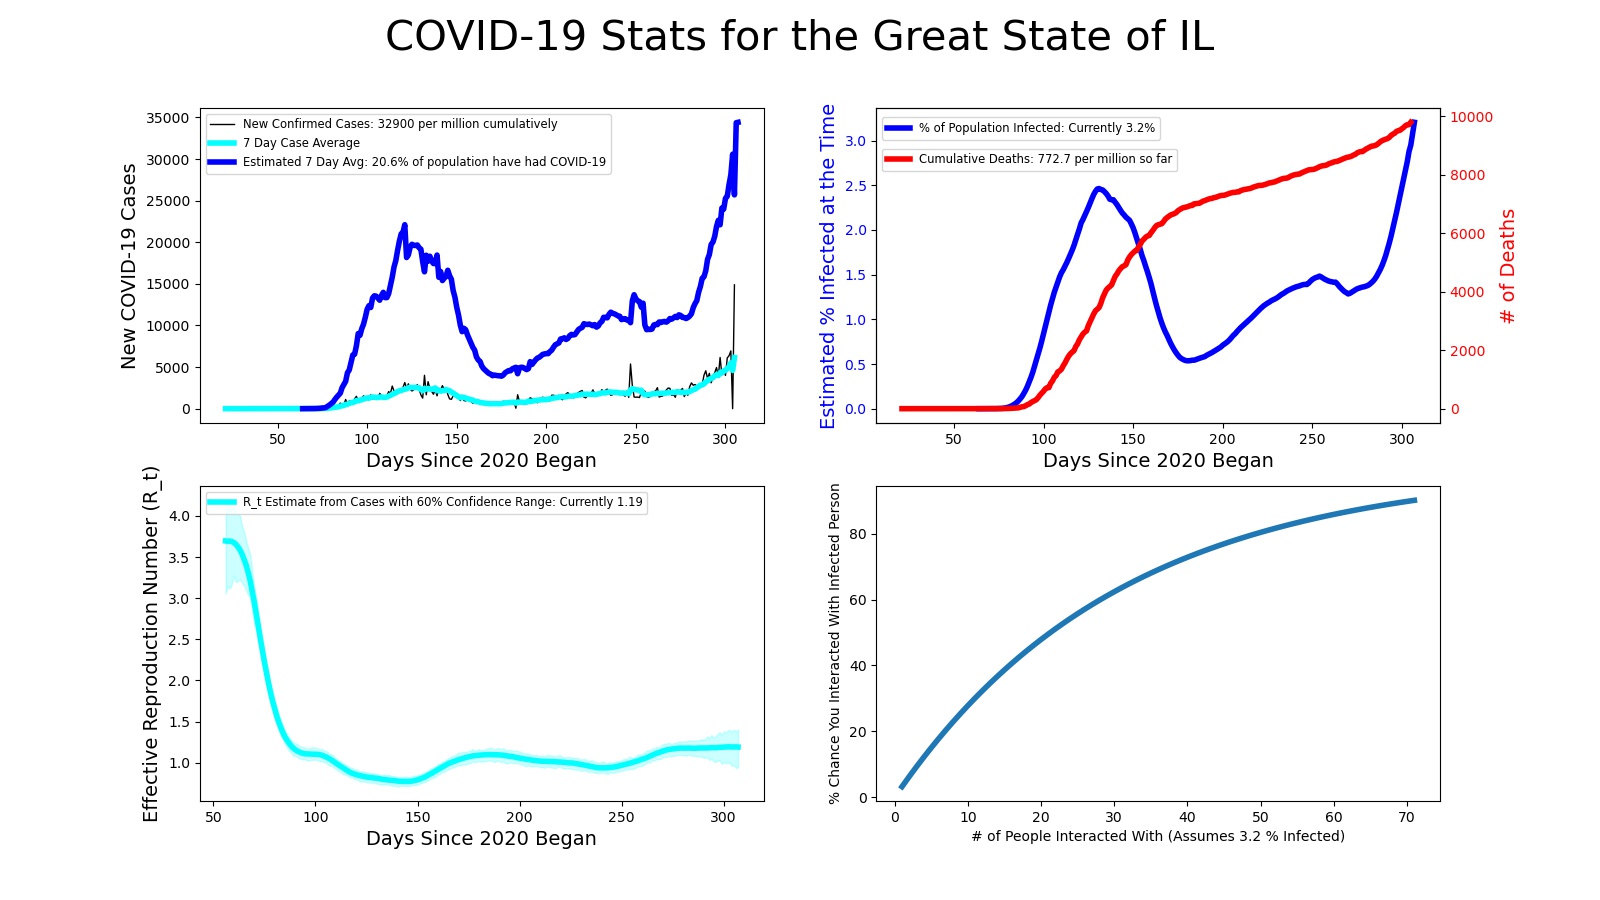 COVID-19 Stats for the Great State of IL
New COVID-19 Cases
35000
30000
25000
20000
15000
10000
5000
0
New Confirmed Cases: 32900 per million cumulatively
7 Day Case Average
Estimated 7 Day Avg: 20.6% of population have had COVID-19
50 100 150 200 250 300
Days Since 2020 Began
Estimated % Infected at the Time
3.0
2.5
2.0
1.5
1.0
0.5
0.0
% of Population Infected: Currently 3.2%
Cumulative Deaths: 772.7 per million so far
10000
8000
6000
4000
2000
0
# of Deaths
50 100 150 200 250 300
Days Since 2020 Began
Effective Reproduction Number (R_t)
4.0
3.5
3.0
2.5
2.0
1.5
1.0
R_t Estimate from Cases with 60% Confidence Range: Currently 1.19
50 100 150 200 250 300
Days Since 2020 Began
% Chance You Interacted With Infected Person
80
60
40
20
0
0 10 20 30 40 50 60 70
# of People Interacted With (Assumes 3.2 % Infected)